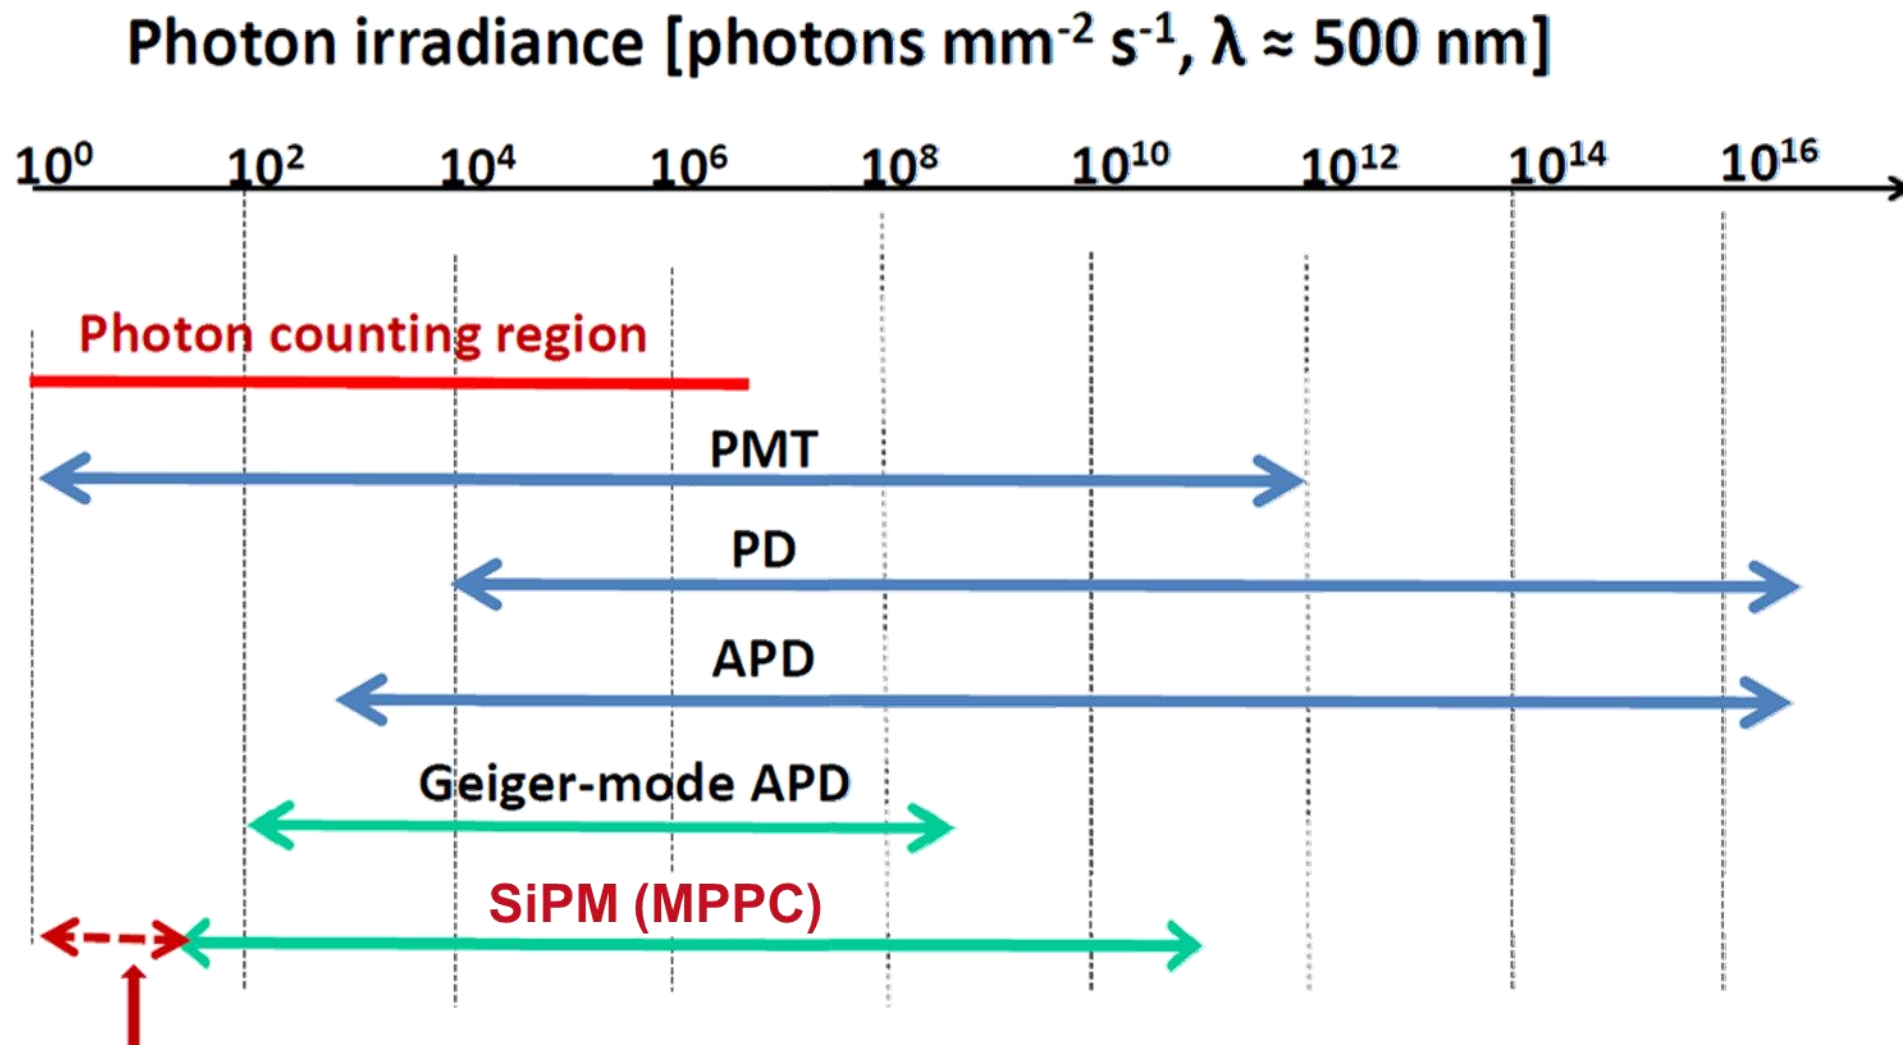 Photon irradiance [photons mm⁻² s⁻¹, λ ≈ 500 nm]
10⁰ 10² 10⁴ 10⁶ 10⁸ 10¹⁰ 10¹² 10¹⁴ 10¹⁶
Photon counting region
PMT
PD
APD
Geiger-mode APD
SiPM (MPPC)